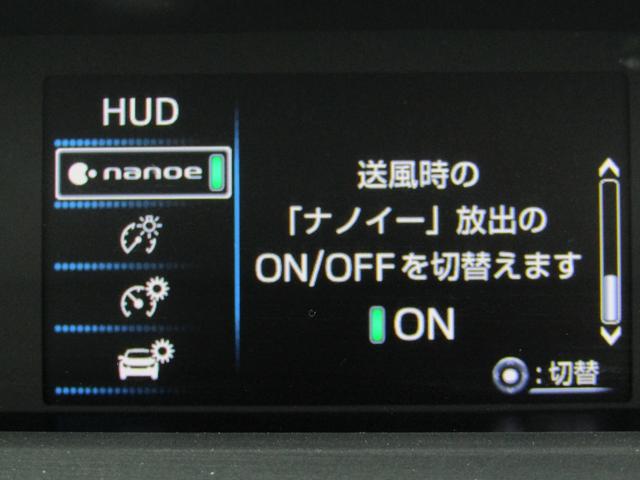 HUD
nanoe
送風時の
「ナノイー」放出の
ON/OFFを切替えます
ON
:切替